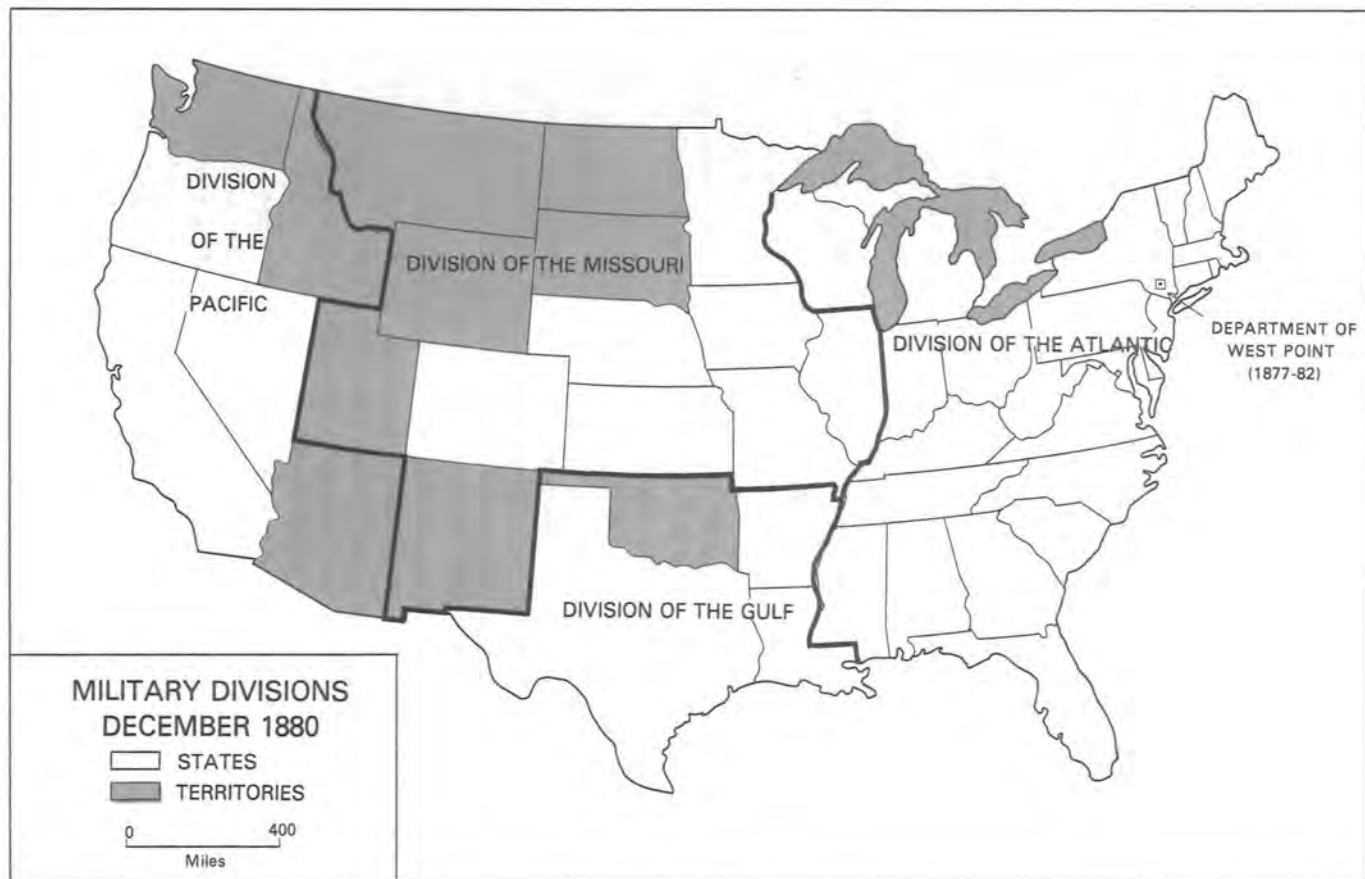 DIVISION
OF THE
PACIFIC
DIVISION OF THE MISSOURI
DIVISION OF THE ATLANTIC
DEPARTMENT OF
WEST POINT
(1877-82)
DIVISION OF THE GULF
MILITARY DIVISIONS
DECEMBER 1880
STATES
TERRITORIES
0 400
Miles